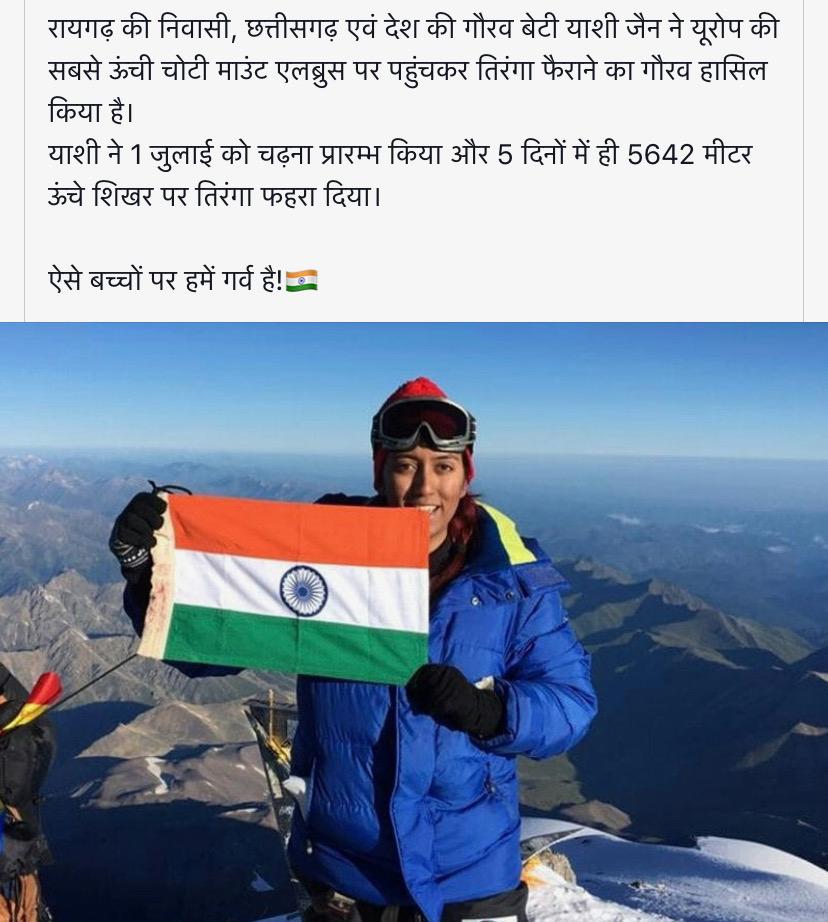 रायगढ़ की निवासी, छत्तीसगढ़ एवं देश की गौरव बेटी याशी जैन ने यूरोप की
सबसे ऊंची चोटी माउंट एलब्रुस पर पहुंचकर तिरंगा फैराने का गौरव हासिल
किया है।
याशी ने 1 जुलाई को चढ़ना प्रारम्भ किया और 5 दिनों में ही 5642 मीटर
ऊंचे शिखर पर तिरंगा फहरा दिया।
ऐसे बच्चों पर हमें गर्व है!🇮🇳